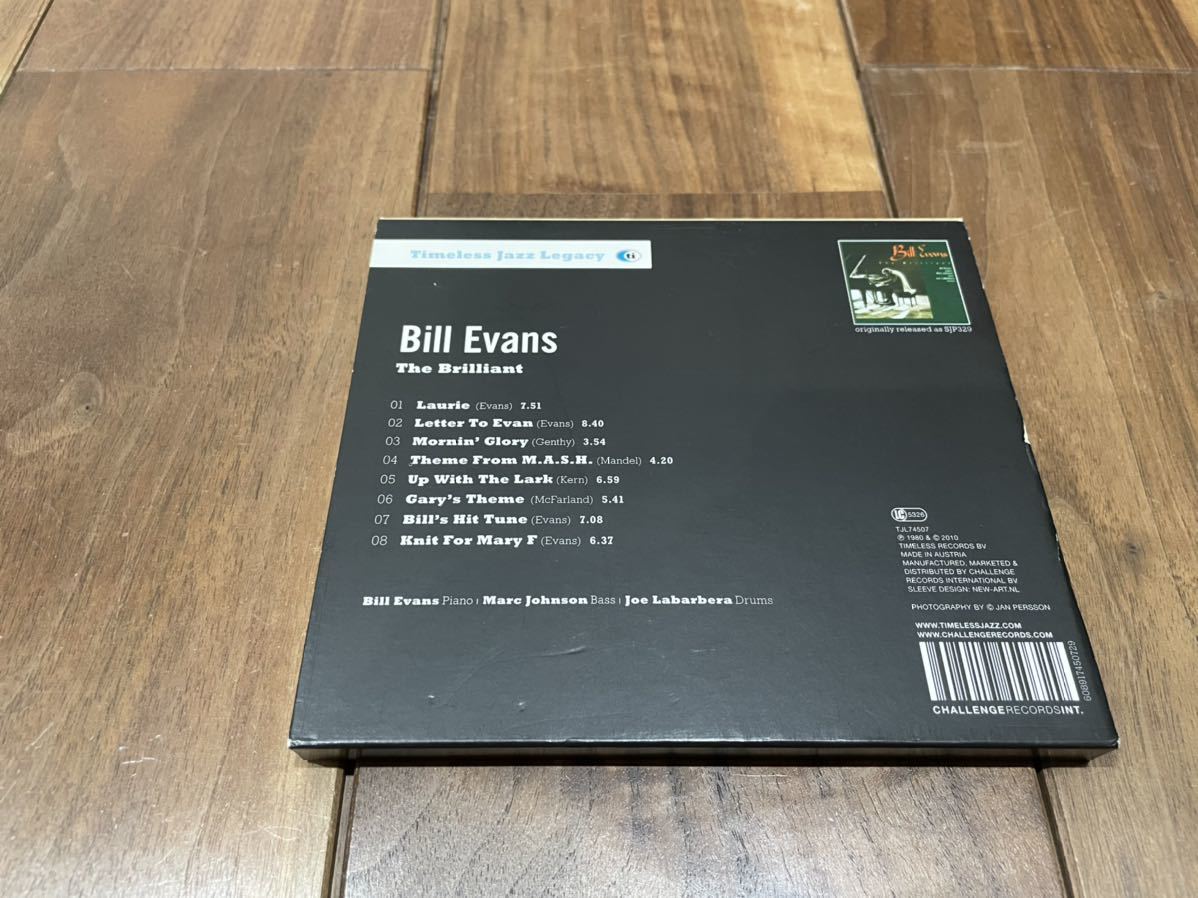 Timeless Jazz Legacy ti
Bill Evans
The Brilliant
originally released as SJP329
Bill Evans
The Brilliant
01 Laurie (Evans) 7.51
02 Letter To Evan (Evans) 8.40
03 Mornin' Glory (Genthy) 3.54
04 Theme From M.A.S.H. (Mandel) 4.20
05 Up With The Lark (Kern) 6.59
06 Gary's Theme (McFarland) 5.41
07 Bill's Hit Tune (Evans) 7.08
08 Knit For Mary F (Evans) 6.37
Bill Evans Piano | Marc Johnson Bass | Joe Labarbera Drums
LC 5326
TJL74507
℗ 1980 & © 2010
TIMELESS RECORDS BV
MADE IN AUSTRIA
MANUFACTURED, MARKETED &
DISTRIBUTED BY CHALLENGE
RECORDS INTERNATIONAL BV
SLEEVE DESIGN: NEW-ART.NL
PHOTOGRAPHY BY © JAN PERSSON
WWW.TIMELESSJAZZ.COM
WWW.CHALLENGERECORDS.COM
608917450729
CHALLENGERECORDSINT.